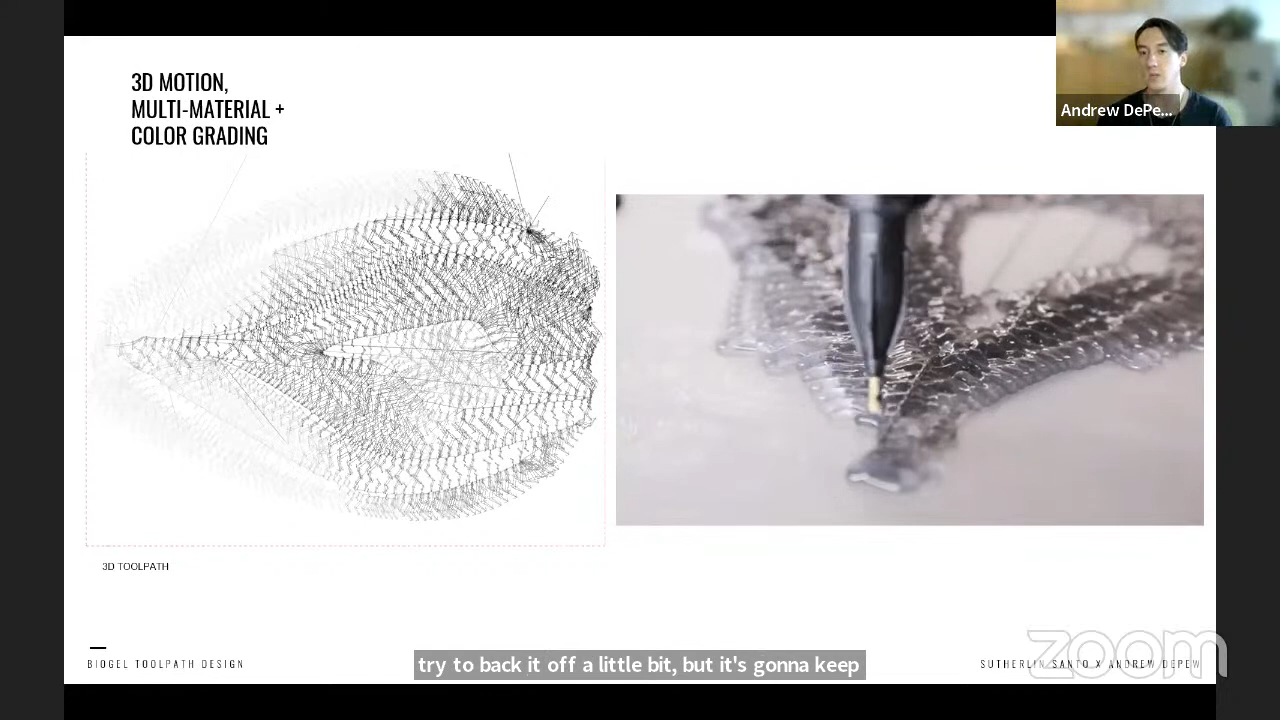 3D MOTION,
MULTI-MATERIAL +
COLOR GRADING
Andrew DePe...
3D TOOLPATH
BIOGEL TOOLPATH DESIGN
try to back it off a little bit, but it's gonna keep
SUTHERLIN SANTO X ANDREW DEPEW
zoom